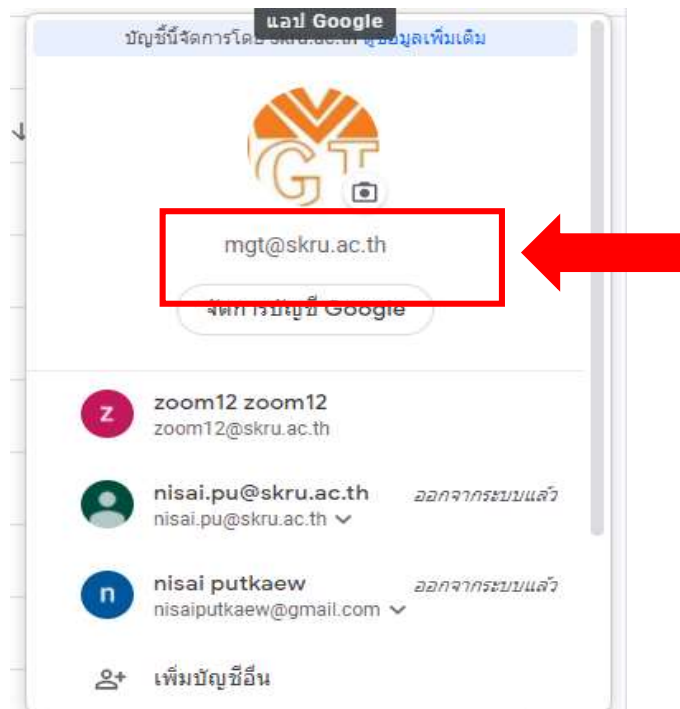 แอป Google
บัญชีนี้จัดการโดย skru.ac.th ดูข้อมูลเพิ่มเติม
GT
mgt@skru.ac.th
จัดการบัญชี Google
z
zoom12 zoom12
zoom12@skru.ac.th
nisai.pu@skru.ac.th ออกจากระบบแล้ว
nisai.pu@skru.ac.th
n
nisai putkaew ออกจากระบบแล้ว
nisaiputkaew@gmail.com
เพิ่มบัญชีอื่น